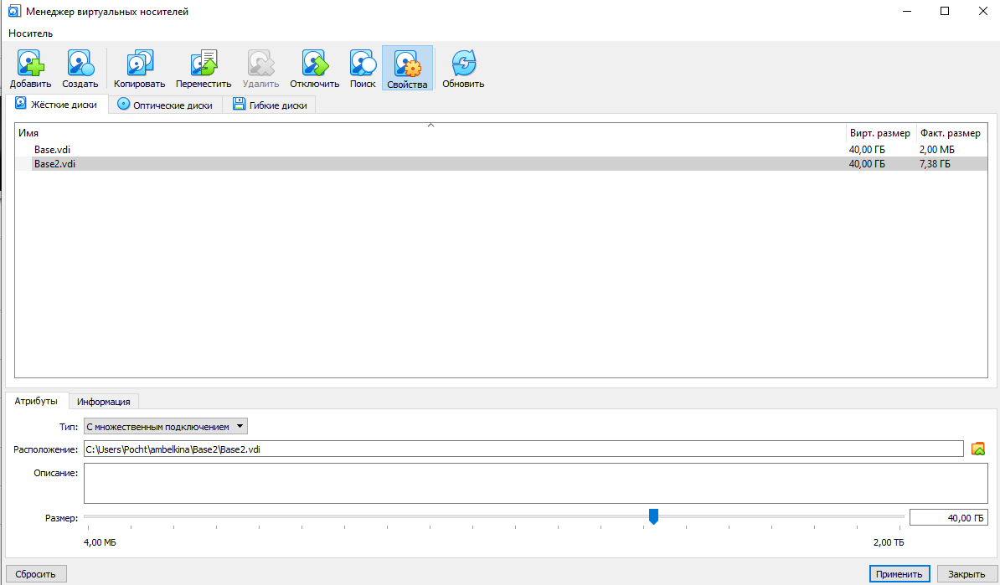 Менеджер виртуальных носителей
Носитель
Добавить Создать Копировать Переместить Удалить Отключить Поиск Свойства Обновить
Жёсткие диски Оптические диски Гибкие диски
Имя Вирт. размер Факт. размер
Base.vdi 40,00 ГБ 2,00 МБ
Base2.vdi 40,00 ГБ 7,38 ГБ
Атрибуты Информация
Тип: С множественным подключением
Расположение: C:\Users\Pocht\ambelkina\Base2\Base2.vdi
Описание:
Размер: 40,00 ГБ
4,00 МБ 2,00 ТБ
Сбросить Применить Закрыть